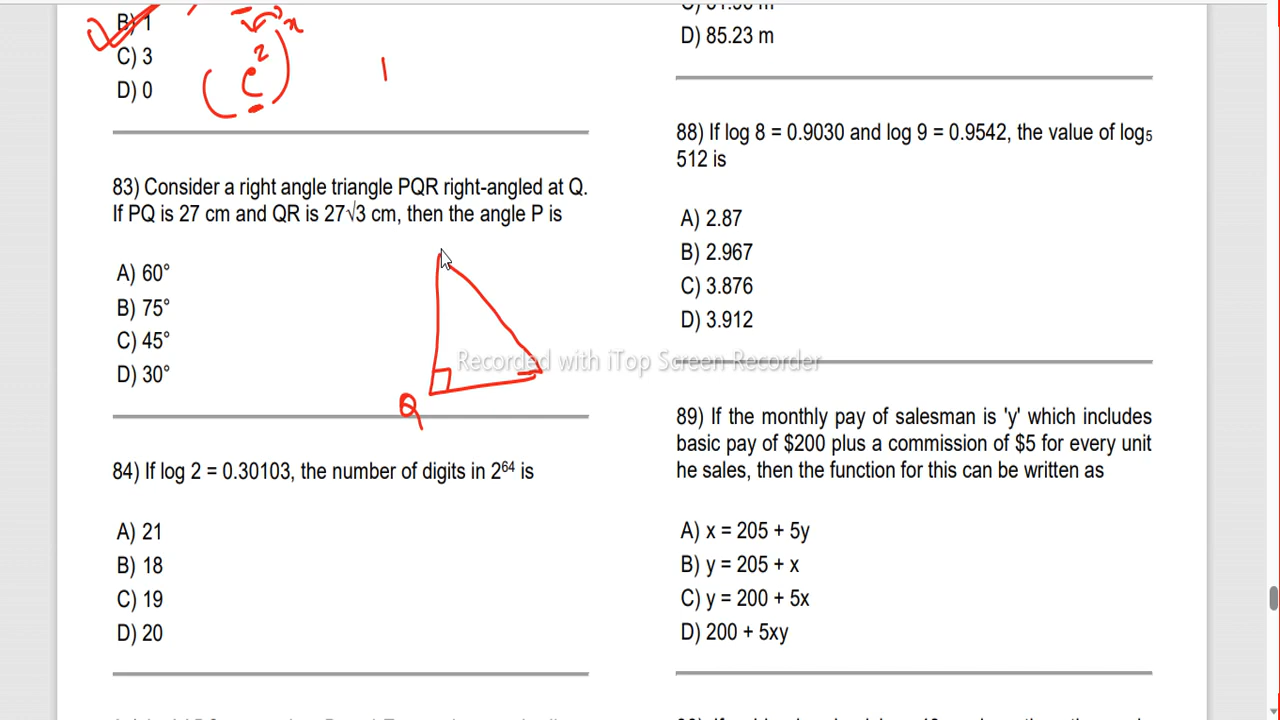 B) 1
C) 3
D) 0
(e²)ˣ
83) Consider a right angle triangle PQR right-angled at Q.
If PQ is 27 cm and QR is 27√3 cm, then the angle P is
A) 60°
B) 75°
C) 45°
D) 30°
Q
84) If log 2 = 0.30103, the number of digits in 2⁶⁴ is
A) 21
B) 18
C) 19
D) 20
D) 85.23 m
88) If log 8 = 0.9030 and log 9 = 0.9542, the value of log₅
512 is
A) 2.87
B) 2.967
C) 3.876
D) 3.912
Recorded with iTop Screen Recorder
89) If the monthly pay of salesman is 'y' which includes
basic pay of $200 plus a commission of $5 for every unit
he sales, then the function for this can be written as
A) x = 205 + 5y
B) y = 205 + x
C) y = 200 + 5x
D) 200 + 5xy